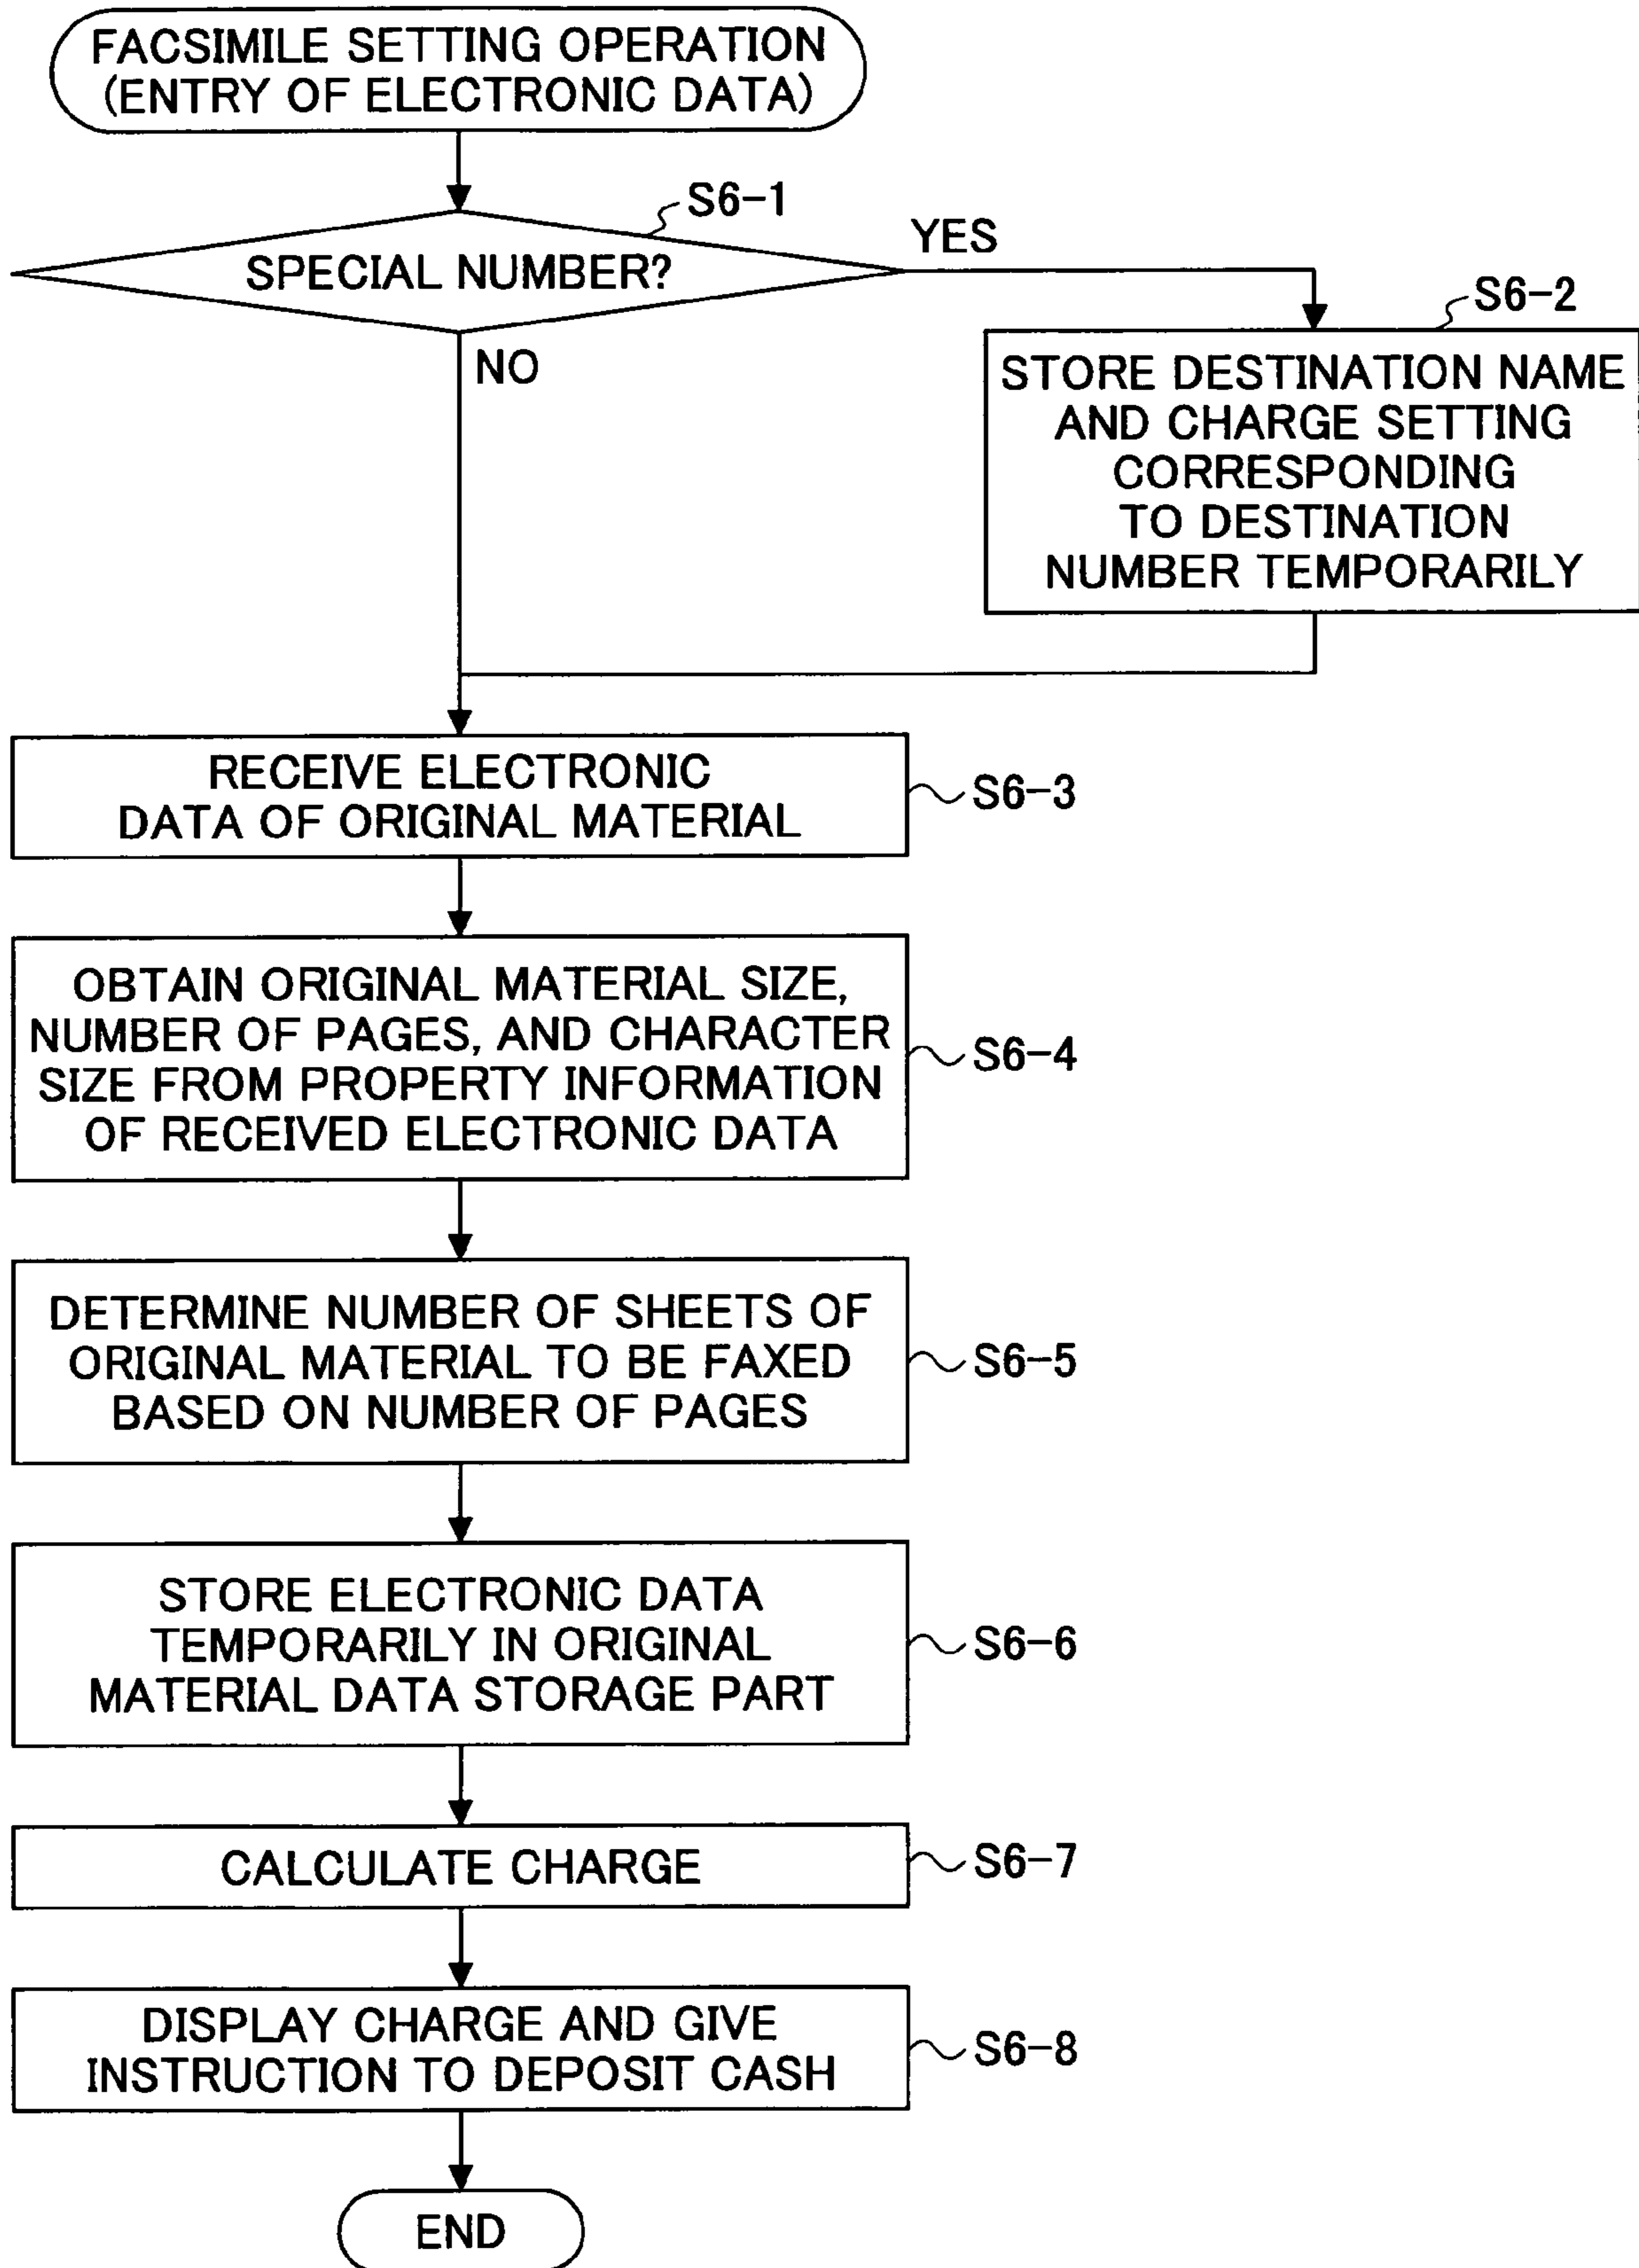 FACSIMILE SETTING OPERATION
(ENTRY OF ELECTRONIC DATA)
S6-1
SPECIAL NUMBER?
YES
NO
S6-2
STORE DESTINATION NAME
AND CHARGE SETTING
CORRESPONDING
TO DESTINATION
NUMBER TEMPORARILY
RECEIVE ELECTRONIC
DATA OF ORIGINAL MATERIAL
S6-3
OBTAIN ORIGINAL MATERIAL SIZE,
NUMBER OF PAGES, AND CHARACTER
SIZE FROM PROPERTY INFORMATION
OF RECEIVED ELECTRONIC DATA
S6-4
DETERMINE NUMBER OF SHEETS OF
ORIGINAL MATERIAL TO BE FAXED
BASED ON NUMBER OF PAGES
S6-5
STORE ELECTRONIC DATA
TEMPORARILY IN ORIGINAL
MATERIAL DATA STORAGE PART
S6-6
CALCULATE CHARGE
S6-7
DISPLAY CHARGE AND GIVE
INSTRUCTION TO DEPOSIT CASH
S6-8
END